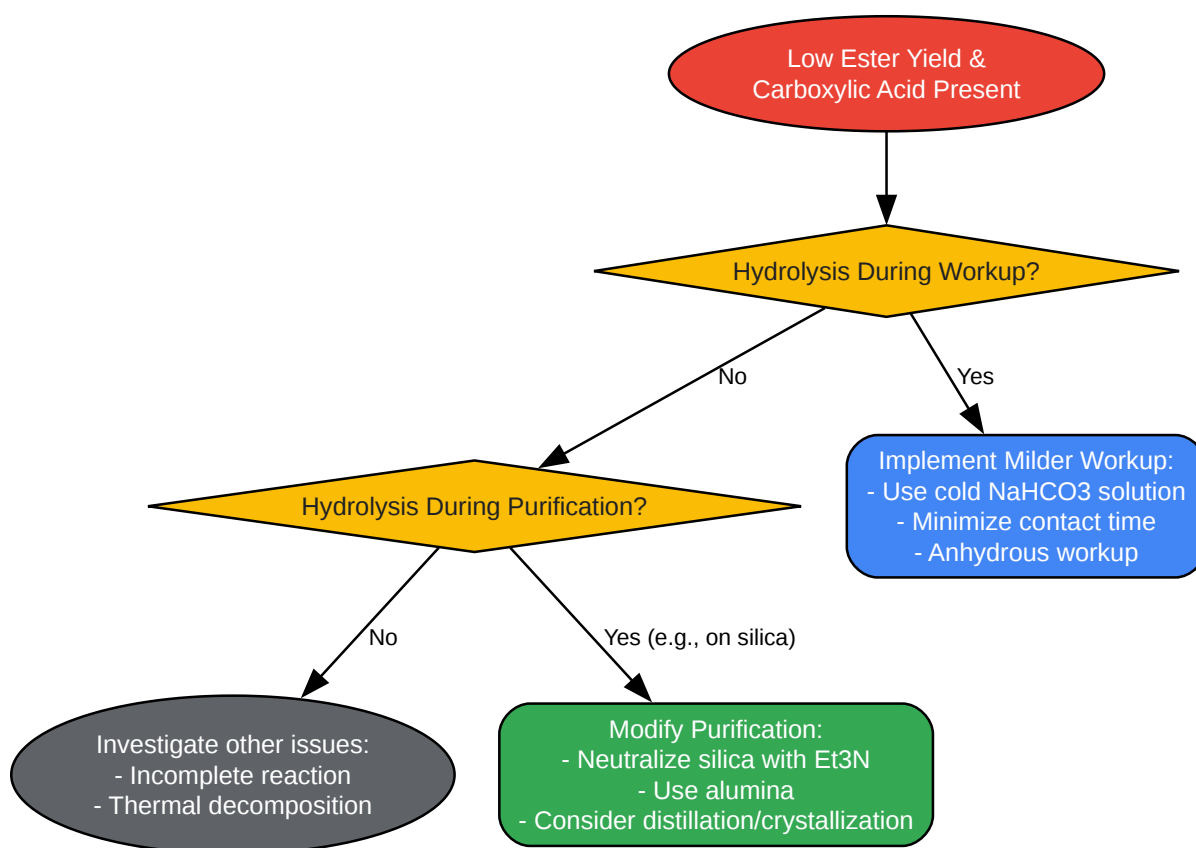 Low Ester Yield &
Carboxylic Acid Present
Hydrolysis During Workup?
No
Yes
Implement Milder Workup:
- Use cold NaHCO3 solution
- Minimize contact time
- Anhydrous workup
Hydrolysis During Purification?
No
Yes (e.g., on silica)
Investigate other issues:
- Incomplete reaction
- Thermal decomposition
Modify Purification:
- Neutralize silica with Et3N
- Use alumina
- Consider distillation/crystallization